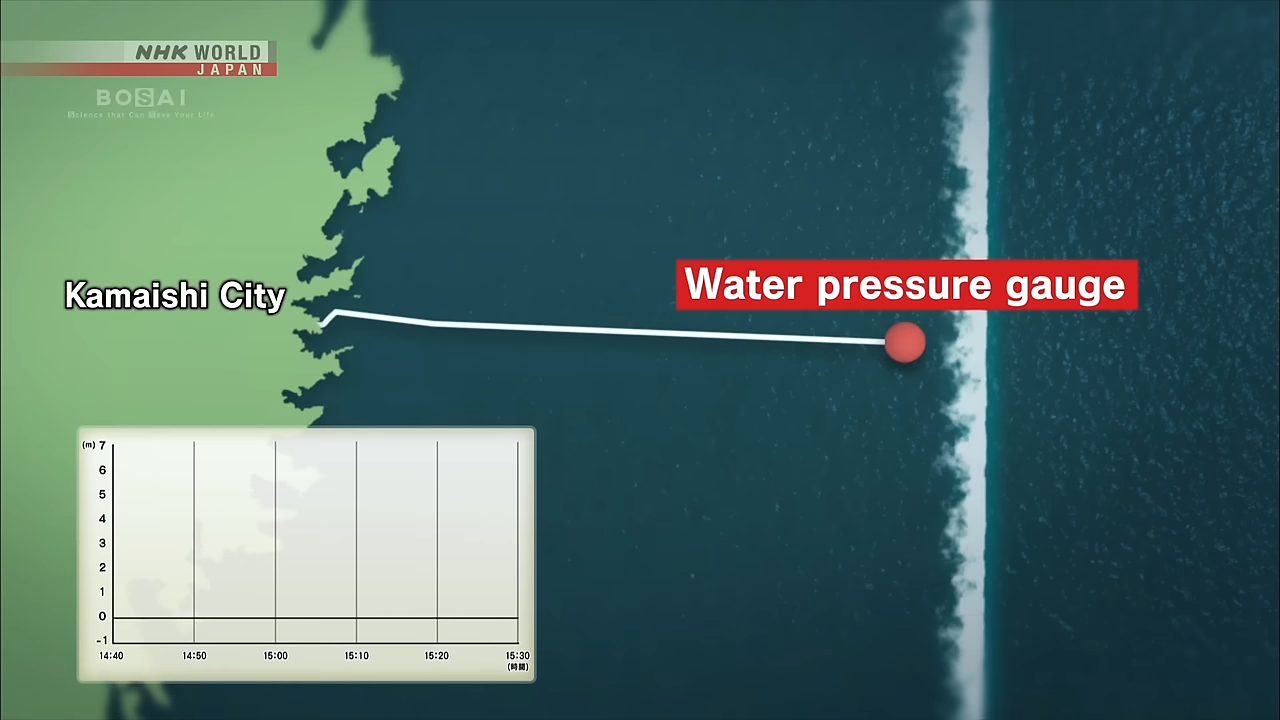 NHK WORLD
JAPAN
BOSAI
Science that Can Save Your Life
Water pressure gauge
Kamaishi City
(m) 7
6
5
4
3
2
1
0
-1
14:40 14:50 15:00 15:10 15:20 15:30
(時間)